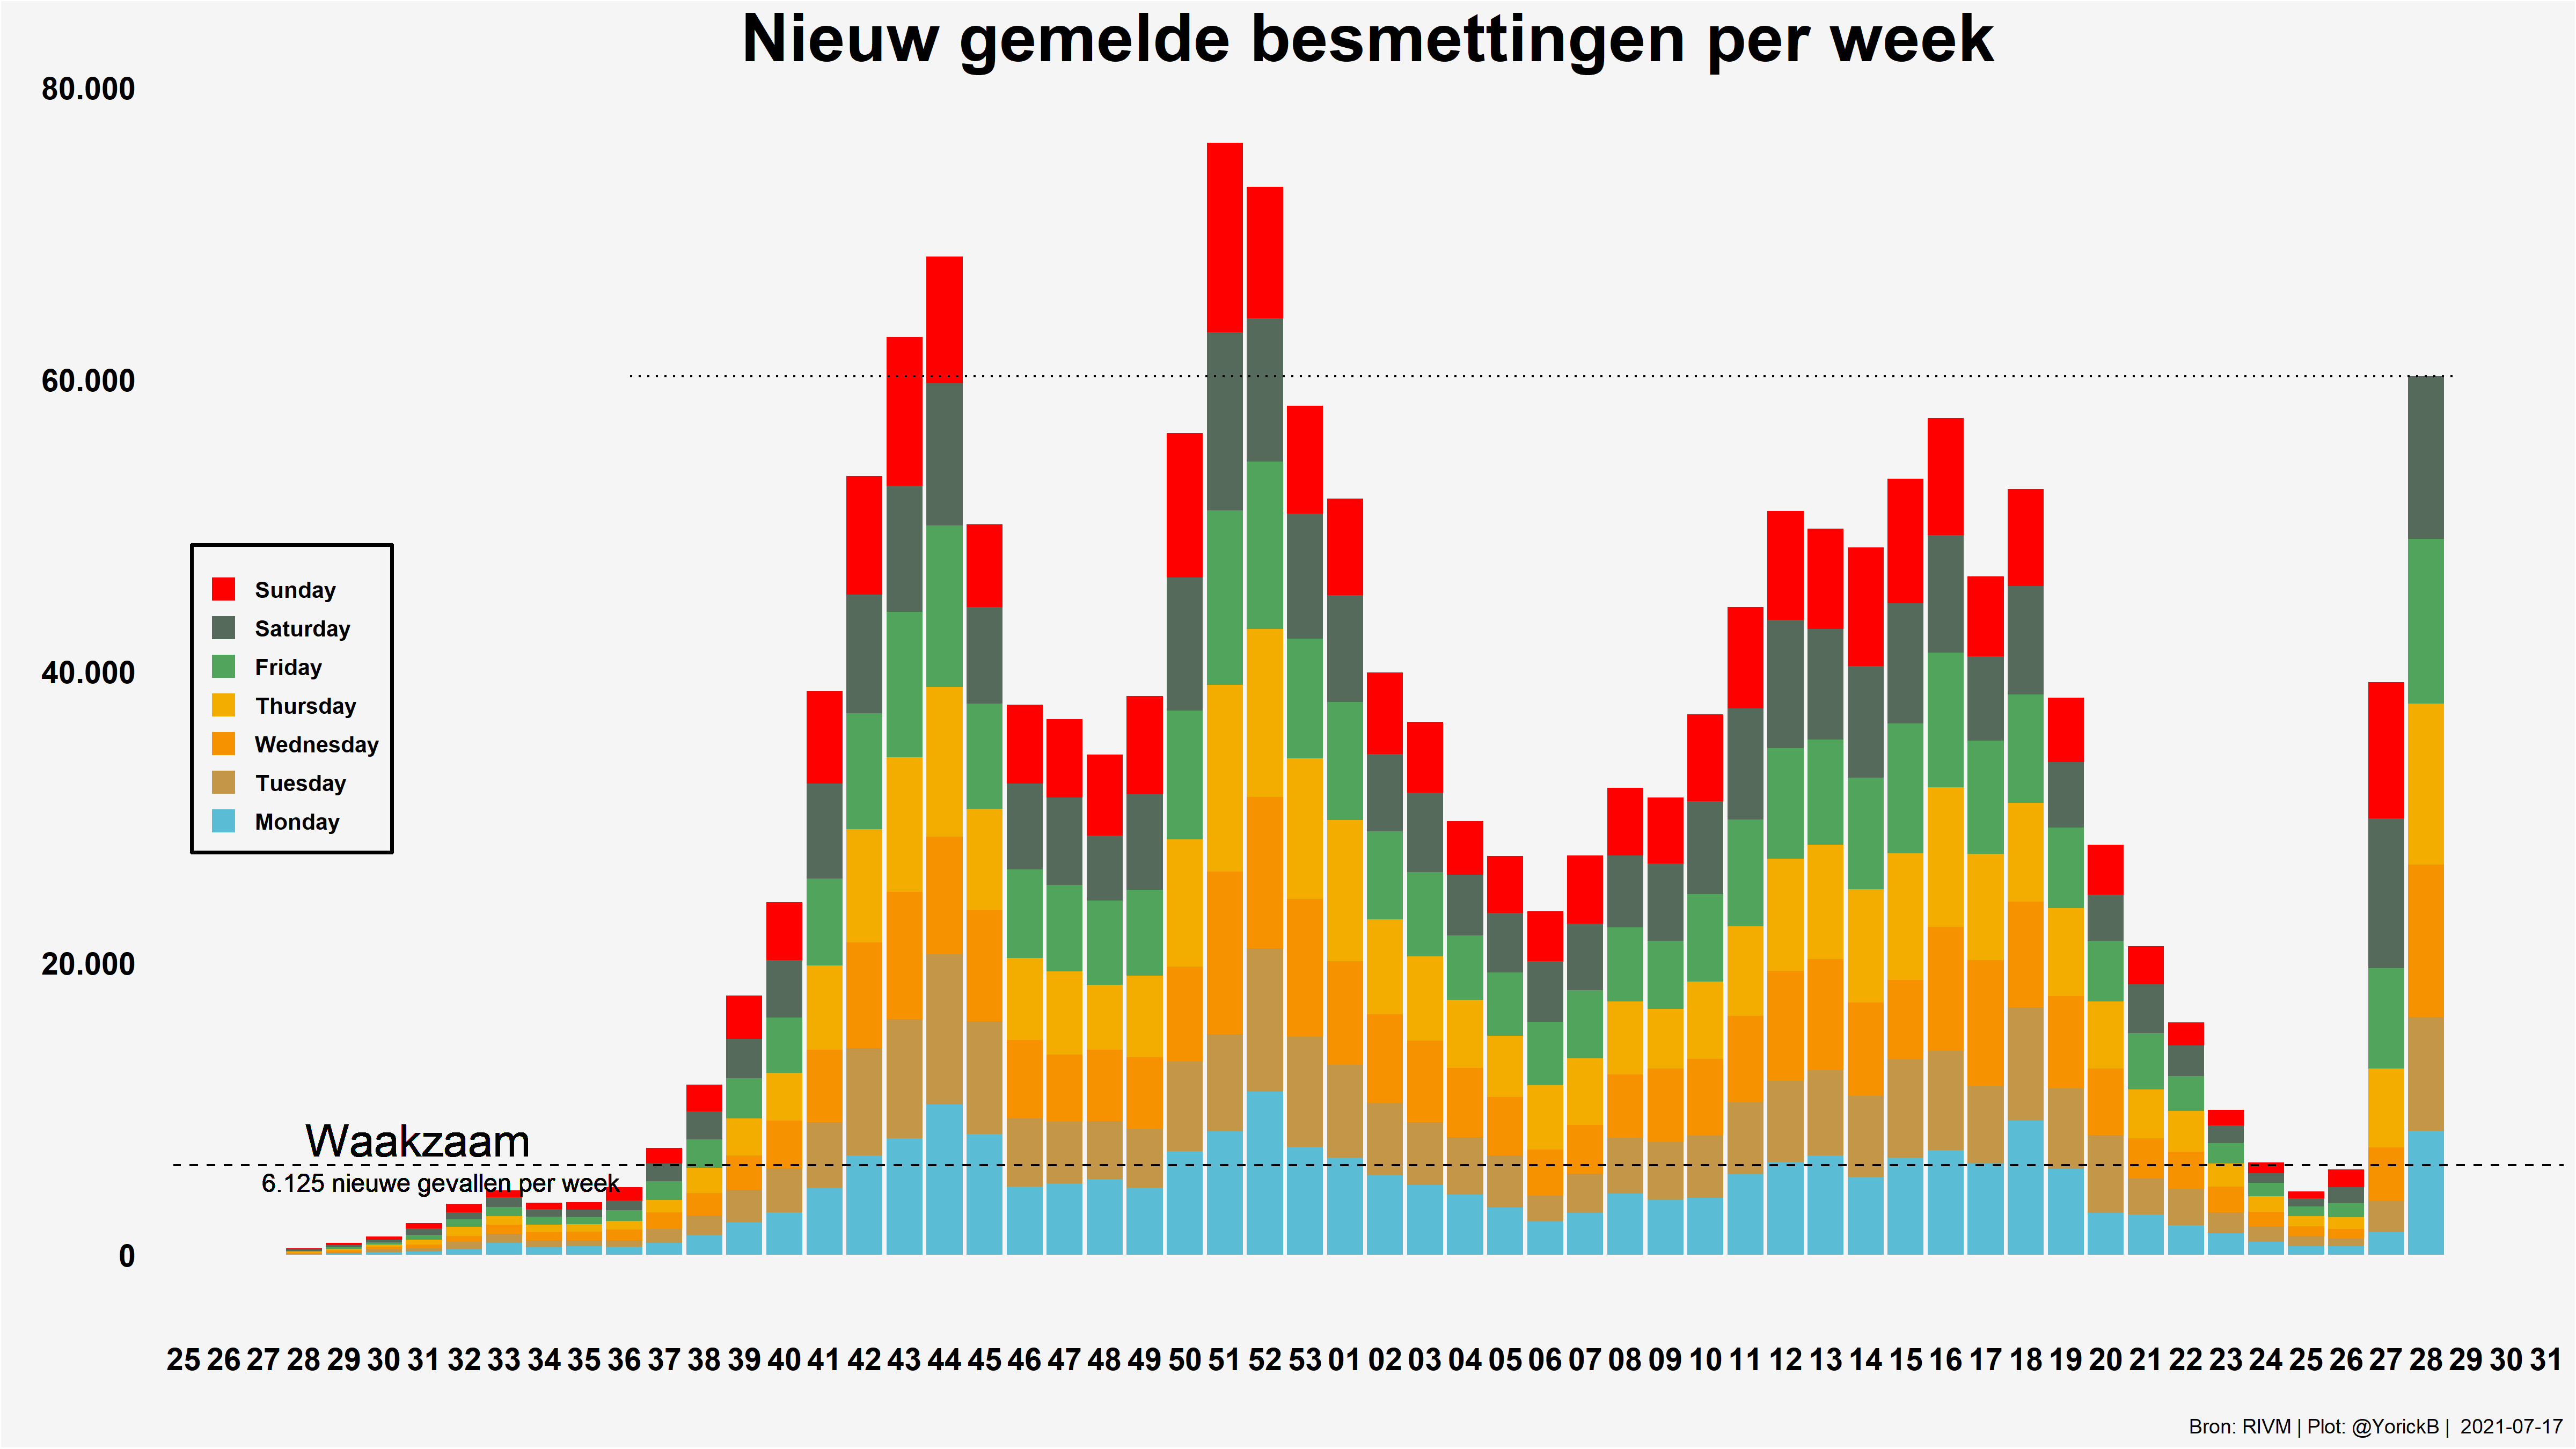 Nieuw gemelde besmettingen per week
80.000
60.000
40.000
20.000
0
Sunday
Saturday
Friday
Thursday
Wednesday
Tuesday
Monday
Waakzaam
6.125 nieuwe gevallen per week
25 26 27 28 29 30 31 32 33 34 35 36 37 38 39 40 41 42 43 44 45 46 47 48 49 50 51 52 53 01 02 03 04 05 06 07 08 09 10 11 12 13 14 15 16 17 18 19 20 21 22 23 24 25 26 27 28 29 30 31
Bron: RIVM | Plot: @YorickB | 2021-07-17